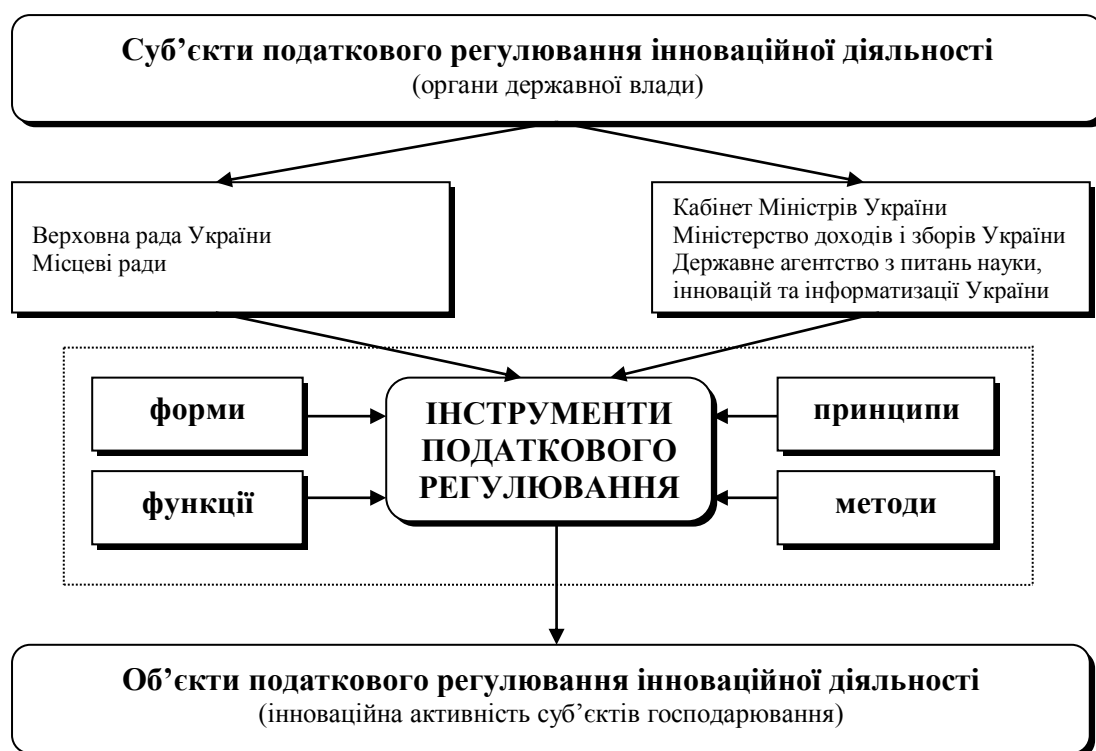 Суб’єкти податкового регулювання інноваційної діяльності
(органи державної влади)
Верховна рада України
Місцеві ради
Кабінет Міністрів України
Міністерство доходів і зборів України
Державне агентство з питань науки,
інновацій та інформатизації України
форми
функції
ІНСТРУМЕНТИ
ПОДАТКОВОГО
РЕГУЛЮВАННЯ
принципи
методи
Об’єкти податкового регулювання інноваційної діяльності
(інноваційна активність суб’єктів господарювання)